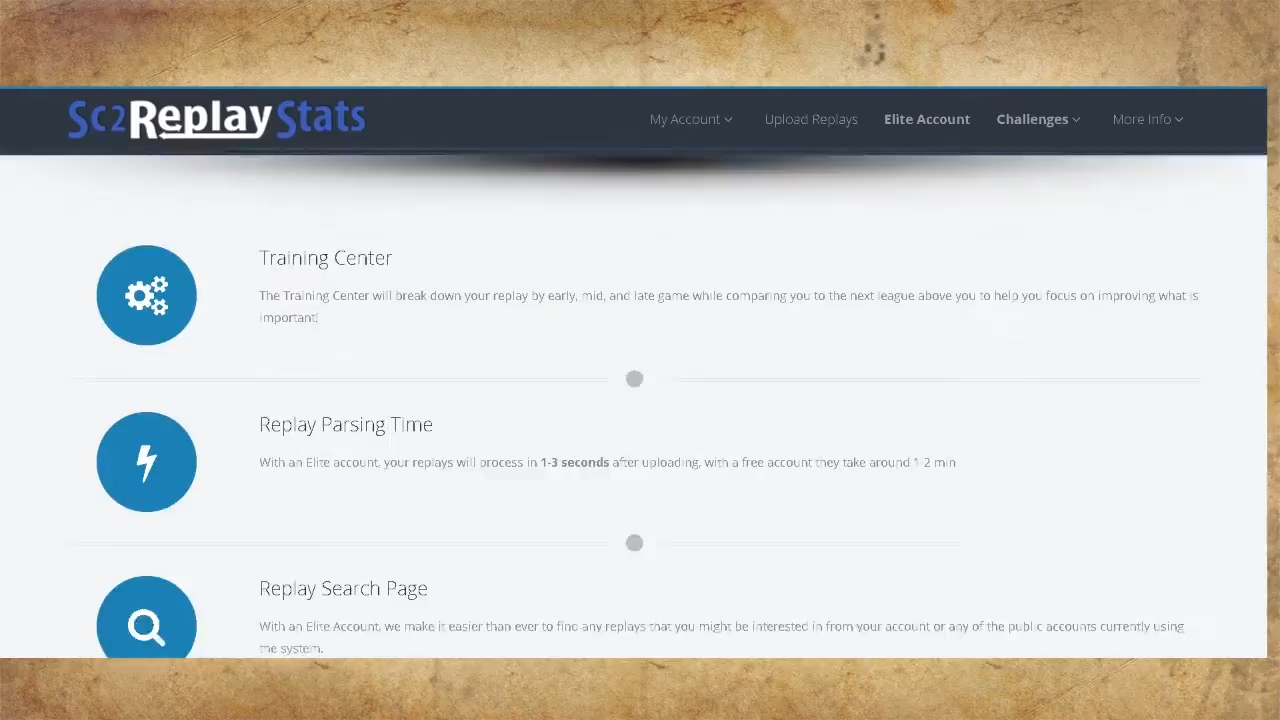 Sc2ReplayStats
My Account
Upload Replays
Elite Account
Challenges
More Info
Training Center
The Training Center will break down your replay by early, mid, and late game while comparing you to the next league above you to help you focus on improving what is
important!
Replay Parsing Time
With an Elite account, your replays will process in 1-3 seconds after uploading, with a free account they take around 1-2 min
Replay Search Page
With an Elite Account, we make it easier than ever to find any replays that you might be interested in from your account or any of the public accounts currently using
the system.